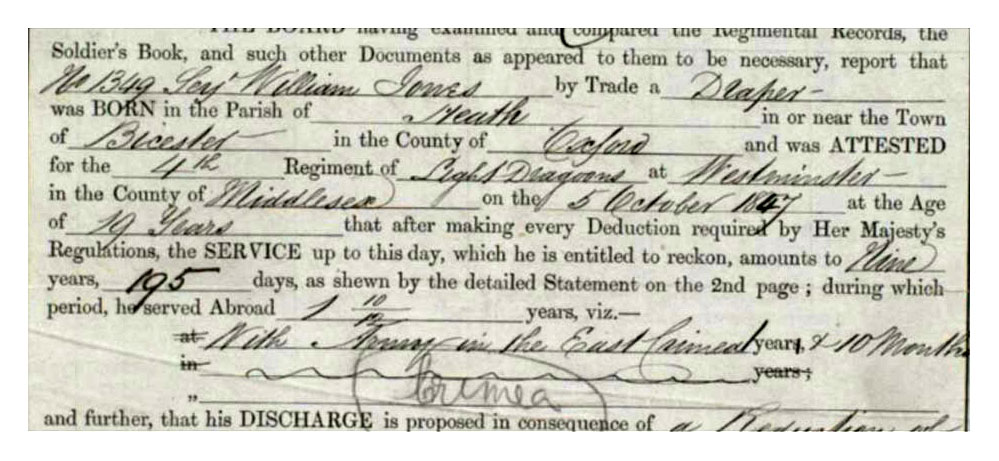 THE BOARD having examined and compared the Regimental Records, the
Soldier's Book, and such other Documents as appeared to them to be necessary, report that
No 1349 Serjt William Jones by Trade a Draper -
was BORN in the Parish of Heath in or near the Town
of Bicester in the County of Oxford and was ATTESTED
for the 4th Regiment of Light Dragoons at Westminster -
in the County of Middlesex on the 5 October 1847 at the Age
of 19 Years that after making every Deduction required by Her Majesty's
Regulations, the SERVICE up to this day, which he is entitled to reckon, amounts to Nine
years, 195 days, as shewn by the detailed Statement on the 2nd page ; during which
period, he served Abroad 1 10/12 years, viz.—
at With Army in the East Crimea 1 year, & 10 Months
in years ;
Crimea
„
and further, that his DISCHARGE is proposed in consequence of a Reduction of